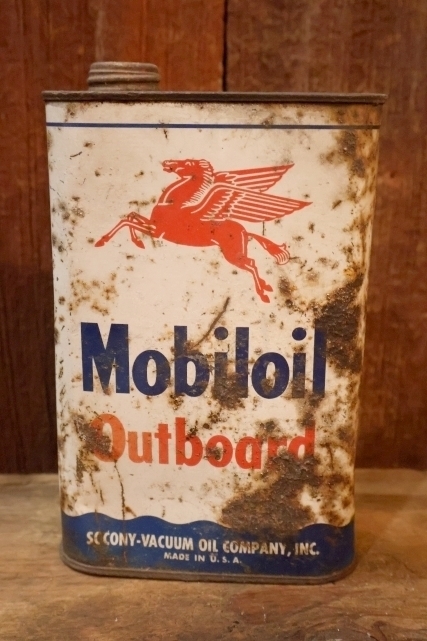 Mobiloil
Outboard
SOCONY-VACUUM OIL COMPANY, INC.
MADE IN U.S.A.